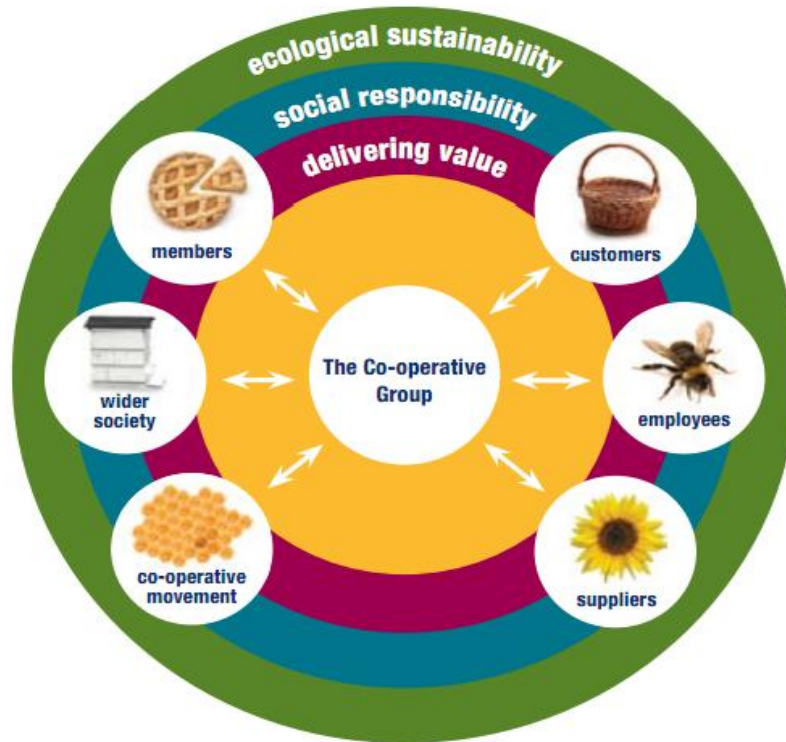 ecological sustainability
social responsibility
delivering value
members
customers
The Co-operative
Group
wider
society
employees
co-operative
movement
suppliers